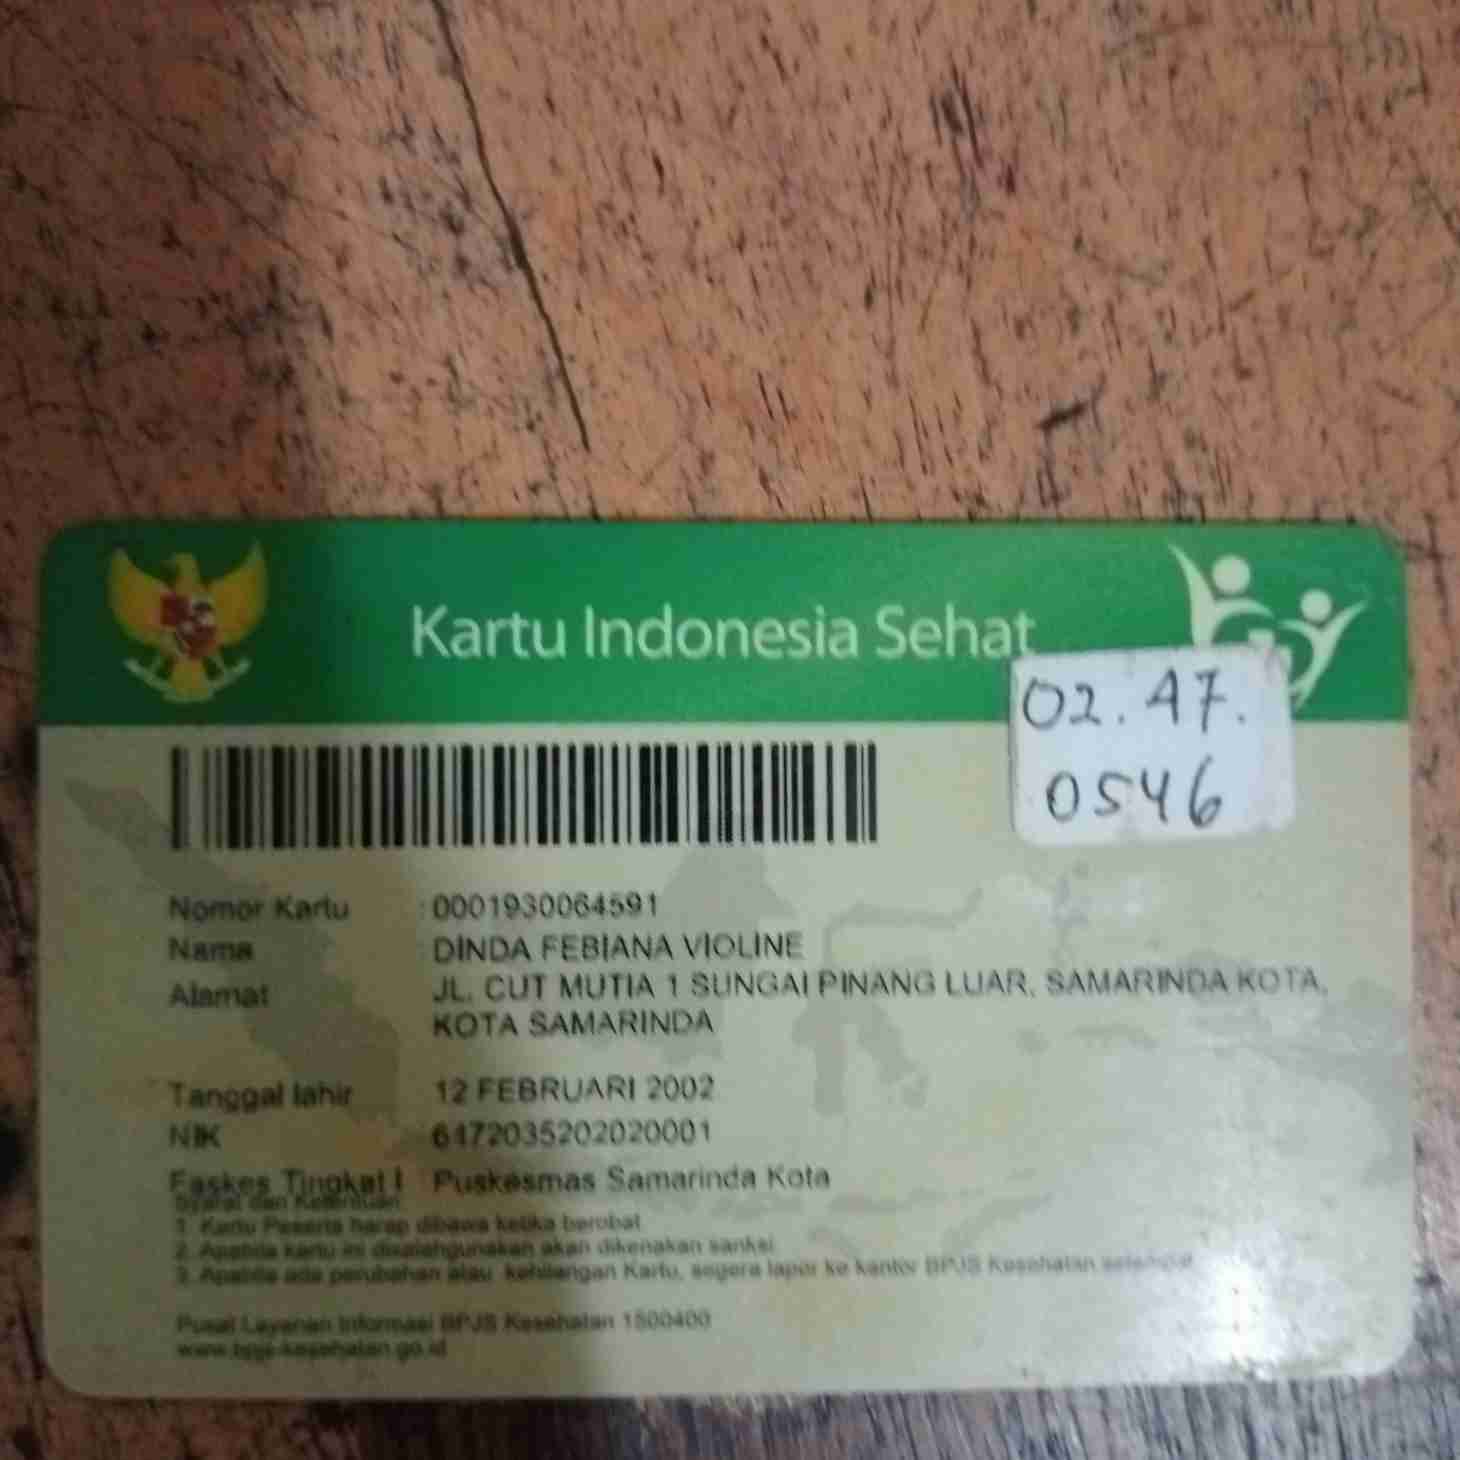 Kartu Indonesia Sehat
02.47.
0546
Nomor Kartu : 0001930064591
Nama DINDA FEBIANA VIOLINE
Alamat JL. CUT MUTIA 1 SUNGAI PINANG LUAR, SAMARINDA KOTA,
KOTA SAMARINDA
Tanggal lahir 12 FEBRUARI 2002
NIK 6472035202020001
Faskes Tingkat I Puskesmas Samarinda Kota
Syarat dan Ketentuan
1. Kartu Peserta harap dibawa ketika berobat
2. Apabila kartu ini disalahgunakan akan dikenakan sanksi
3. Apabila ada perubahan atau kehilangan Kartu, segera lapor ke kantor BPJS Kesehatan setempat
Pusat Layanan Informasi BPJS Kesehatan 1500400
www.bpjs-kesehatan.go.id